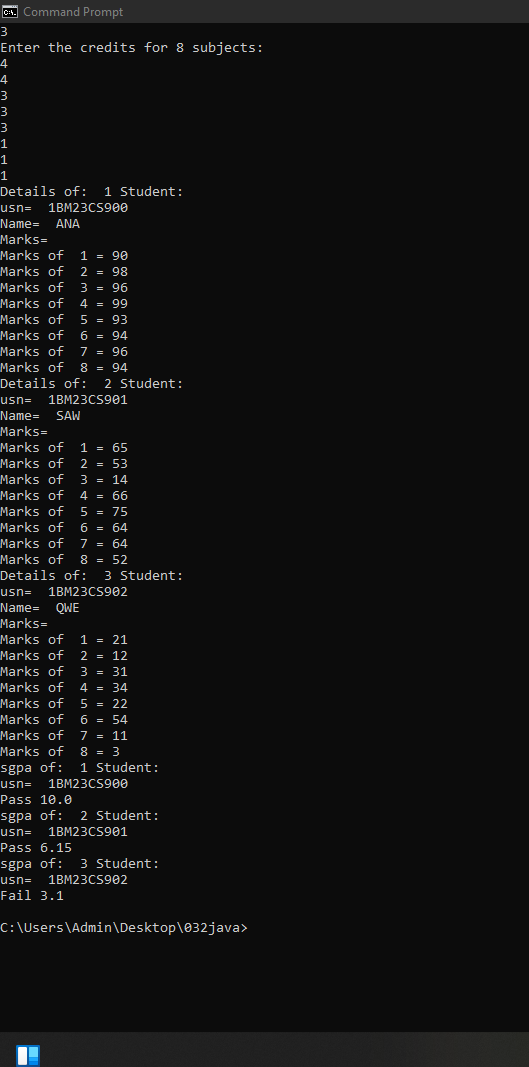 Command Prompt
3
Enter the credits for 8 subjects:
4
4
3
3
3
1
1
1
Details of:  1 Student:
usn=  1BM23CS900
Name=  ANA
Marks=
Marks of  1 = 90
Marks of  2 = 98
Marks of  3 = 96
Marks of  4 = 99
Marks of  5 = 93
Marks of  6 = 94
Marks of  7 = 96
Marks of  8 = 94
Details of:  2 Student:
usn=  1BM23CS901
Name=  SAW
Marks=
Marks of  1 = 65
Marks of  2 = 53
Marks of  3 = 14
Marks of  4 = 66
Marks of  5 = 75
Marks of  6 = 64
Marks of  7 = 64
Marks of  8 = 52
Details of:  3 Student:
usn=  1BM23CS902
Name=  QWE
Marks=
Marks of  1 = 21
Marks of  2 = 12
Marks of  3 = 31
Marks of  4 = 34
Marks of  5 = 22
Marks of  6 = 54
Marks of  7 = 11
Marks of  8 = 3
sgpa of:  1 Student:
usn=  1BM23CS900
Pass 10.0
sgpa of:  2 Student:
usn=  1BM23CS901
Pass 6.15
sgpa of:  3 Student:
usn=  1BM23CS902
Fail 3.1
C:\Users\Admin\Desktop\032java>